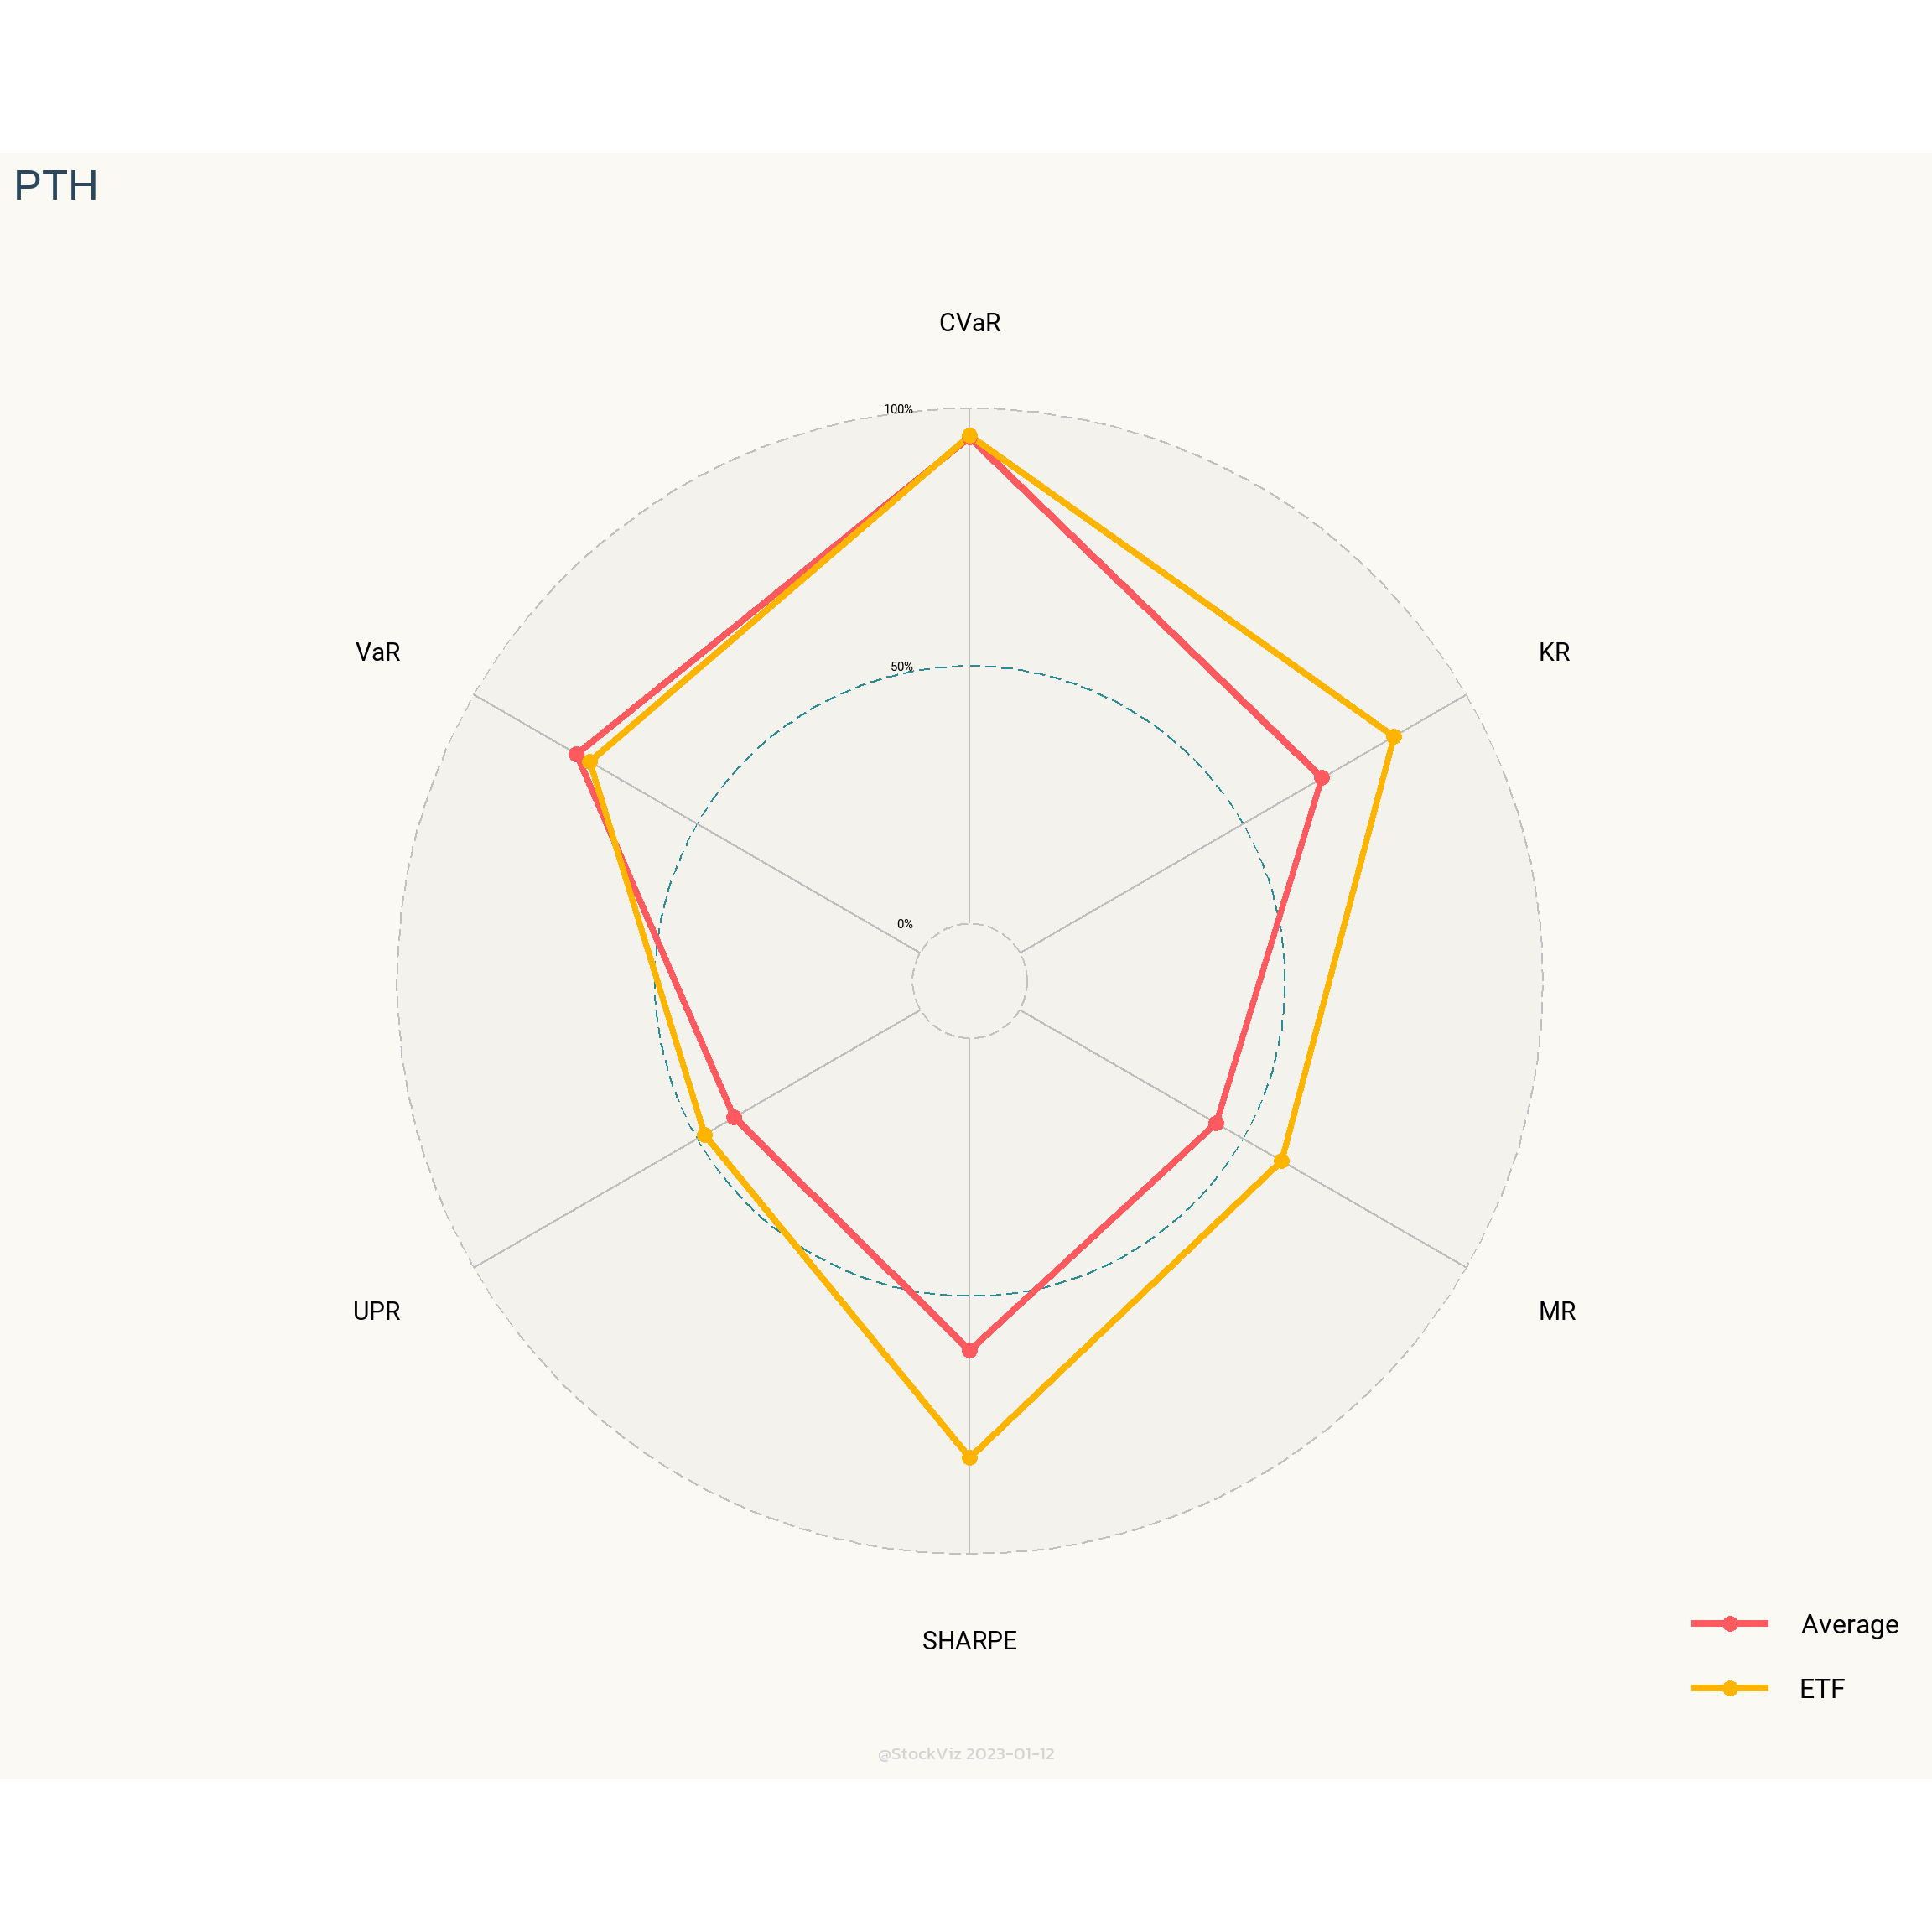 PTH
CVaR
100%
VaR
KR
50%
0%
UPR
MR
SHARPE
Average
ETF
@StockViz 2023-01-12